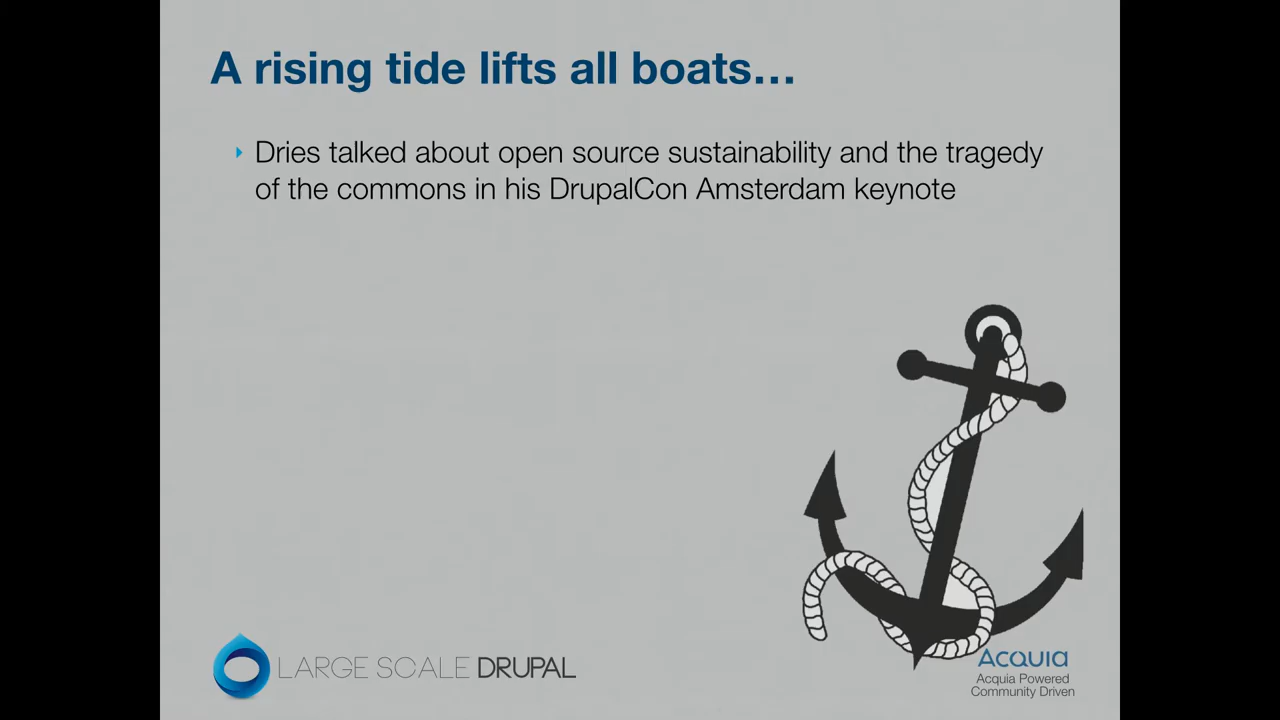 A rising tide lifts all boats…
Dries talked about open source sustainability and the tragedy
of the commons in his DrupalCon Amsterdam keynote
LARGE SCALE DRUPAL
Acquia
Acquia Powered
Community Driven